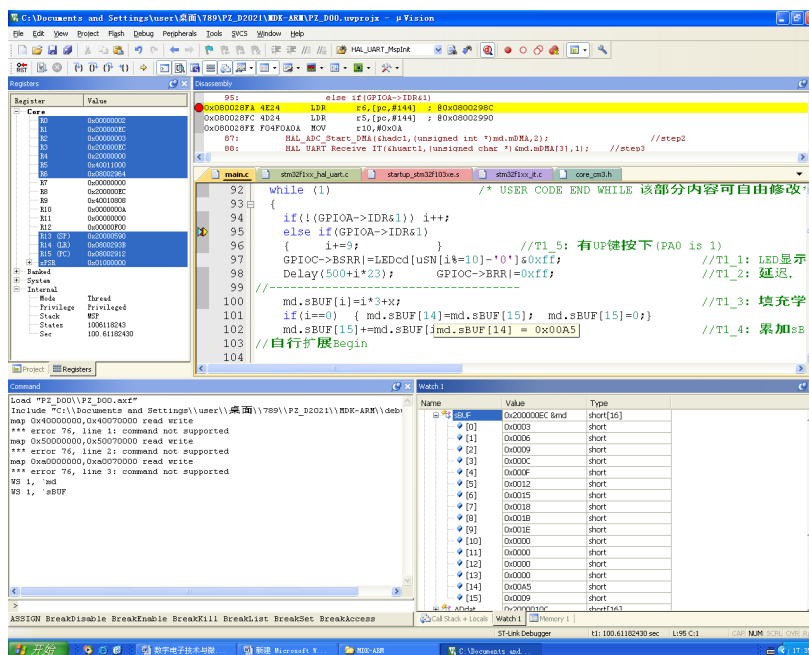 C:\Documents and Settings\user\桌面\789\PZ_D2021\MDK-ARM\PZ_D00.uvprojx - µVision
File Edit View Project Flash Debug Peripherals Tools SVCS Window Help
HAL_UART_MspInit
Registers
Register Value
Core
R0 0x00000002
R1 0x200000EC
R2 0x00000003
R3 0x200000EC
R4 0x20000000
R5 0x40011000
R6 0x08002964
R7 0x00000000
R8 0x200000EC
R9 0x40010808
R10 0x0000000A
R11 0x00000000
R12 0x00000F00
R13 (SP) 0x20000590
R14 (LR) 0x0800293B
R15 (PC) 0x08002912
xPSR 0x01000000
Banked
System
Internal
Mode Thread
Privilege Privileged
Stack MSP
States 1006118243
Sec 100.61182430
Project Registers
Disassembly
95: else if(GPIOA->IDR&1)
0x080028FA 4E24 LDR r6,[pc,#144] ; @0x0800298C
0x080028FC 4D24 LDR r5,[pc,#144] ; @0x08002990
0x080028FE F04F0A0A MOV r10,#0x0A
87: HAL_ADC_Start_DMA(&hadc1,(unsigned int *)md.mDMA,2); //step2
88: HAL_UART_Receive_IT(&huart1,(unsigned char *)&md.mDMA[3],1); //step3
main.c stm32f1xx_hal_uart.c startup_stm32f103xe.s stm32f1xx_it.c core_cm3.h
92 while (1) /* USER CODE END WHILE 该部分内容可自由修改
93 {
94 if(!(GPIOA->IDR&1)) i++;
95 else if(GPIOA->IDR&1)
96 { i+=9; } //T1_5: 有UP键按下(PA0 is 1)
97 GPIOC->BSRR|=LEDcd[uSN[i%=10]-'0']&0xff; //T1_1: LED显示
98 Delay(500+i*23); GPIOC->BRR|=0xff; //T1_2: 延迟,
99 //---------------------------------
100 md.sBUF[i]=i*3+x; //T1_3: 填充学
101 if(i==0) { md.sBUF[14]=md.sBUF[15]; md.sBUF[15]=0;}
102 md.sBUF[15]+=md.sBUF[i md.sBUF[14] = 0x00A5 //T1_4: 累加sB
103 //自行扩展Begin
104
Command
Load "PZ_D00\\PZ_D00.axf"
Include "C:\\Documents and Settings\\user\\桌面\\789\\PZ_D2021\\MDK-ARM\\debu
map 0x40000000,0x40070000 read write
*** error 76, line 1: command not supported
map 0x50000000,0x50070000 read write
*** error 76, line 2: command not supported
map 0xa0000000,0xa0070000 read write
*** error 76, line 3: command not supported
WS 1, `md
WS 1, `sBUF
>
ASSIGN BreakDisable BreakEnable BreakKill BreakList BreakSet BreakAccess
Watch 1
Name Value Type
sBUF 0x200000EC &md short[16]
[0] 0x0003 short
[1] 0x0006 short
[2] 0x0009 short
[3] 0x000C short
[4] 0x000F short
[5] 0x0012 short
[6] 0x0015 short
[7] 0x0018 short
[8] 0x001B short
[9] 0x001E short
[10] 0x0000 short
[11] 0x0000 short
[12] 0x0000 short
[13] 0x0000 short
[14] 0x00A5 short
[15] 0x0009 short
ADdat 0x2000010C short[16]
Call Stack + Locals Watch 1 Memory 1
ST-Link Debugger t1: 100.61182430 sec L:95 C:1 CAP NUM SCRL OVR R
开始 数字电子技术与微... 新建 Microsoft W... MDK-ARM C:\Documents and... 17:3